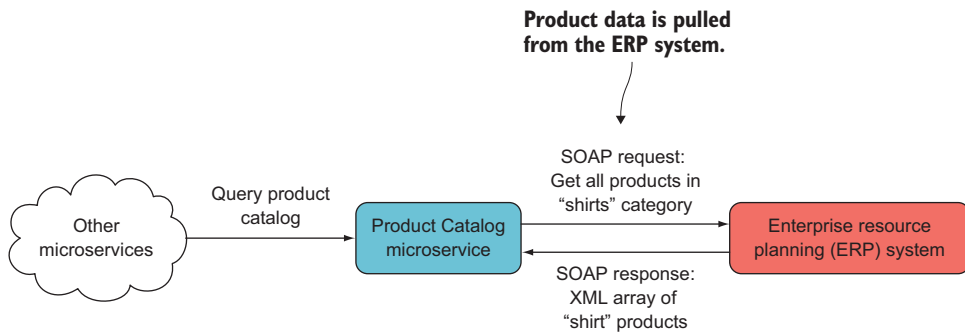 Product data is pulled
from the ERP system.
SOAP request:
Get all products in
“shirts” category
Query product
catalog
Other
microservices
Product Catalog
microservice
Enterprise resource
planning (ERP) system
SOAP response:
XML array of
“shirt” products